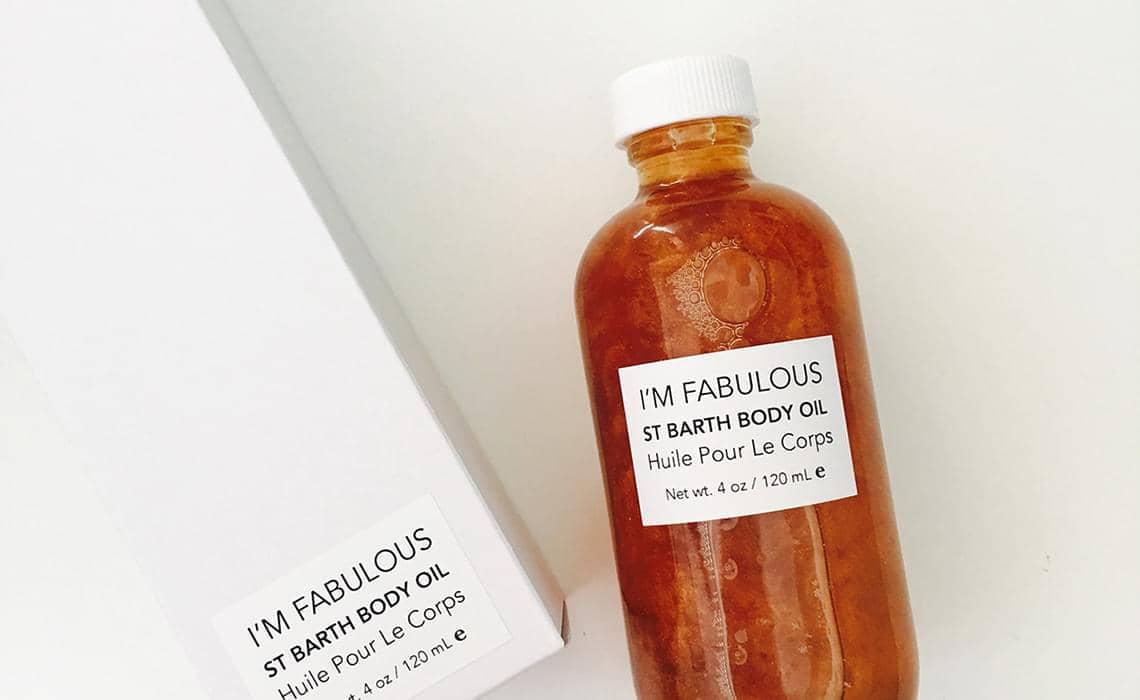 I'M FABULOUS
ST BARTH BODY OIL
Huile Pour Le Corps
Net wt. 4 oz / 120 mL e
I'M FABULOUS
ST BARTH BODY OIL
Huile Pour Le Corps
4 oz / 120 mL e